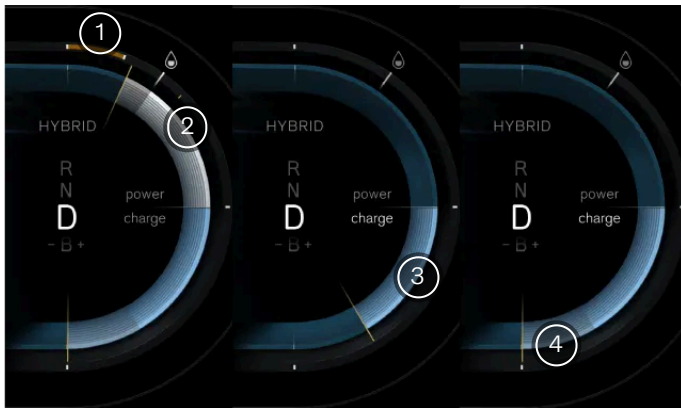 1
2
HYBRID
R
N
power
D
charge
- B +
HYBRID
R
N
power
D
charge
- B +
3
HYBRID
R
N
power
D
charge
- B +
4